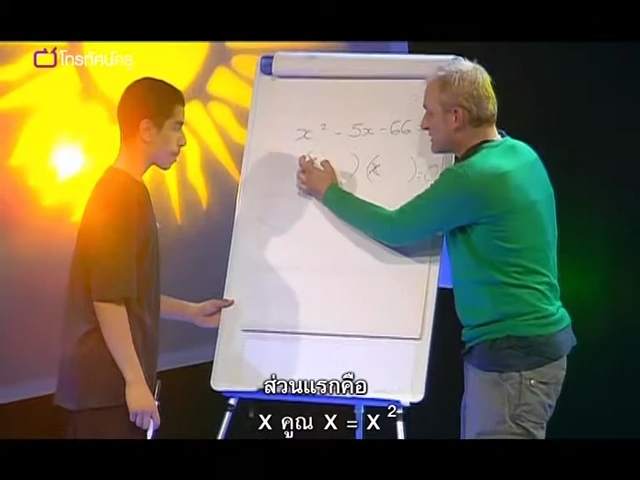 โทรทัศน์ครู
x² - 5x - 66
( ) (x ) = 0
ส่วนแรกคือ
X คูณ X = X²